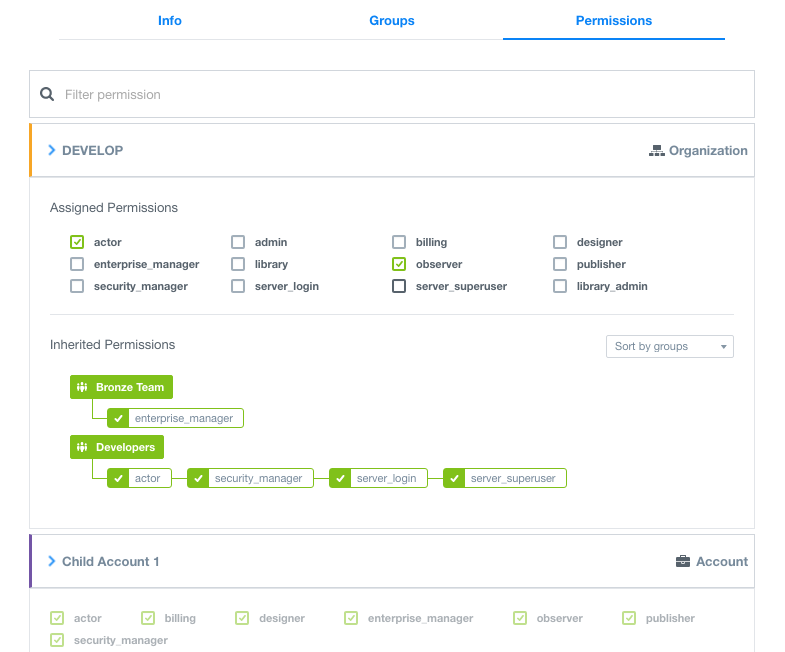 Info Groups Permissions
Filter permission
DEVELOP Organization
Assigned Permissions
actor admin billing designer
enterprise_manager library observer publisher
security_manager server_login server_superuser library_admin
Inherited Permissions Sort by groups
Bronze Team
enterprise_manager
Developers
actor security_manager server_login server_superuser
Child Account 1 Account
actor billing designer enterprise_manager observer publisher
security_manager